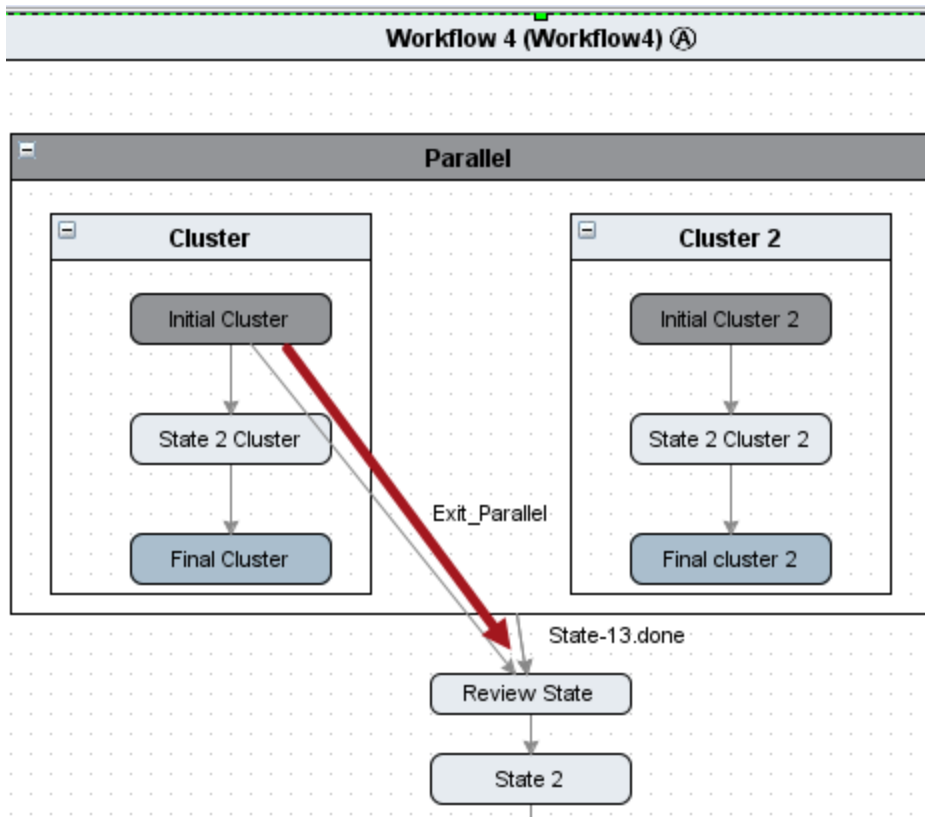 Workflow 4 (Workflow4) Ⓐ
Parallel
Cluster
Cluster 2
Initial Cluster
Initial Cluster 2
State 2 Cluster
State 2 Cluster 2
Exit_Parallel
Final Cluster
Final cluster 2
State-13.done
Review State
State 2